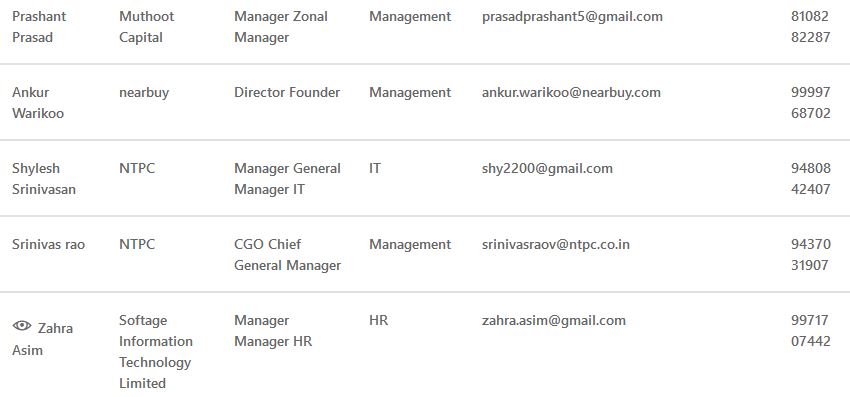 Prashant Muthoot Manager Zonal Management prasadprashant5@gmail.com 81082
Prasad Capital Manager 82287
Ankur nearbuy Director Founder Management ankur.warikoo@nearbuy.com 99997
Warikoo 68702
Shylesh NTPC Manager General IT shy2200@gmail.com 94808
Srinivasan Manager IT 42407
Srinivas rao NTPC CGO Chief Management srinivasraov@ntpc.co.in 94370
General Manager 31907
Zahra Softage Manager HR zahra.asim@gmail.com 99717
Asim Information Manager HR 07442
Technology
Limited